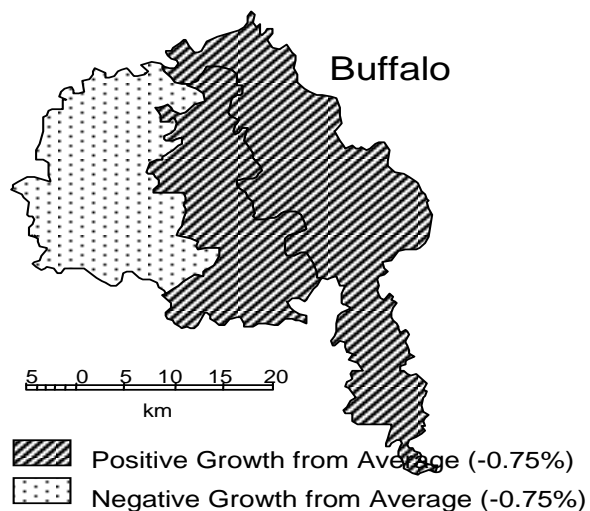 Buffalo
5 0 5 10 15 20
km
Positive Growth from Average (-0.75%)
Negative Growth from Average (-0.75%)